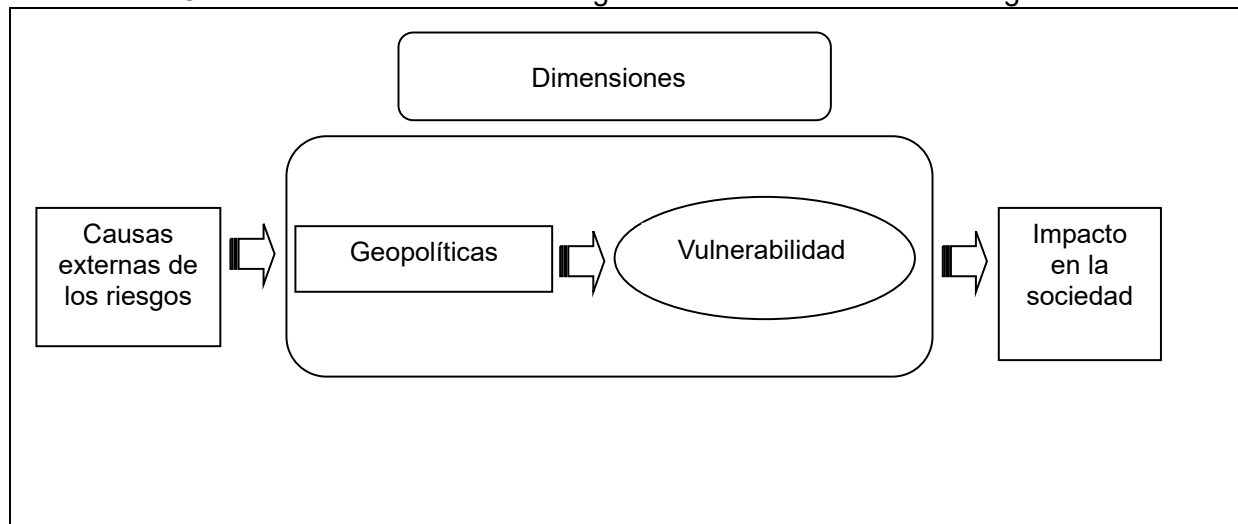 Dimensiones
Causas
externas de
los riesgos
Geopolíticas
Vulnerabilidad
Impacto
en la
sociedad